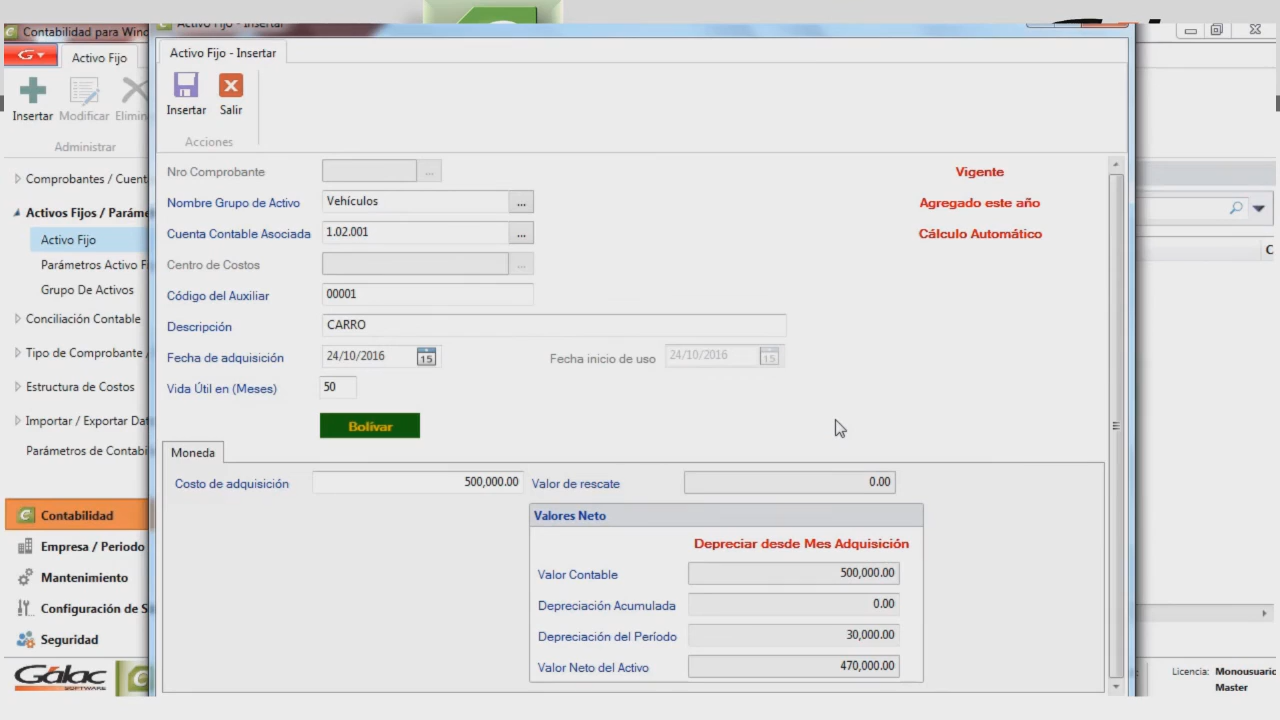 Contabilidad para Wind
Activo Fijo - Insertar
Activo Fijo
Activo Fijo - Insertar
Insertar Modificar Elimin
Administrar
Insertar Salir
Acciones
Comprobantes / Cuent
Activos Fijos / Paráme
Activo Fijo
Parámetros Activo F
Grupo De Activos
Conciliación Contable
Tipo de Comprobante /
Estructura de Costos
Importar / Exportar Dat
Parámetros de Contabi
Contabilidad
Empresa / Periodo
Mantenimiento
Configuración de S
Seguridad
Gálac
SOFTWARE
Nro Comprobante ...
Vigente
Nombre Grupo de Activo Vehículos ...
Agregado este año
Cuenta Contable Asociada 1.02.001 ...
Cálculo Automático
Centro de Costos ...
Código del Auxiliar 00001
Descripción CARRO
Fecha de adquisición 24/10/2016 15 Fecha inicio de uso 24/10/2016 15
Vida Útil en (Meses) 50
Bolívar
Moneda
Costo de adquisición 500,000.00 Valor de rescate 0.00
Valores Neto
Depreciar desde Mes Adquisición
Valor Contable 500,000.00
Depreciación Acumulada 0.00
Depreciación del Período 30,000.00
Valor Neto del Activo 470,000.00
C
Licencia: Monousuaric
Master